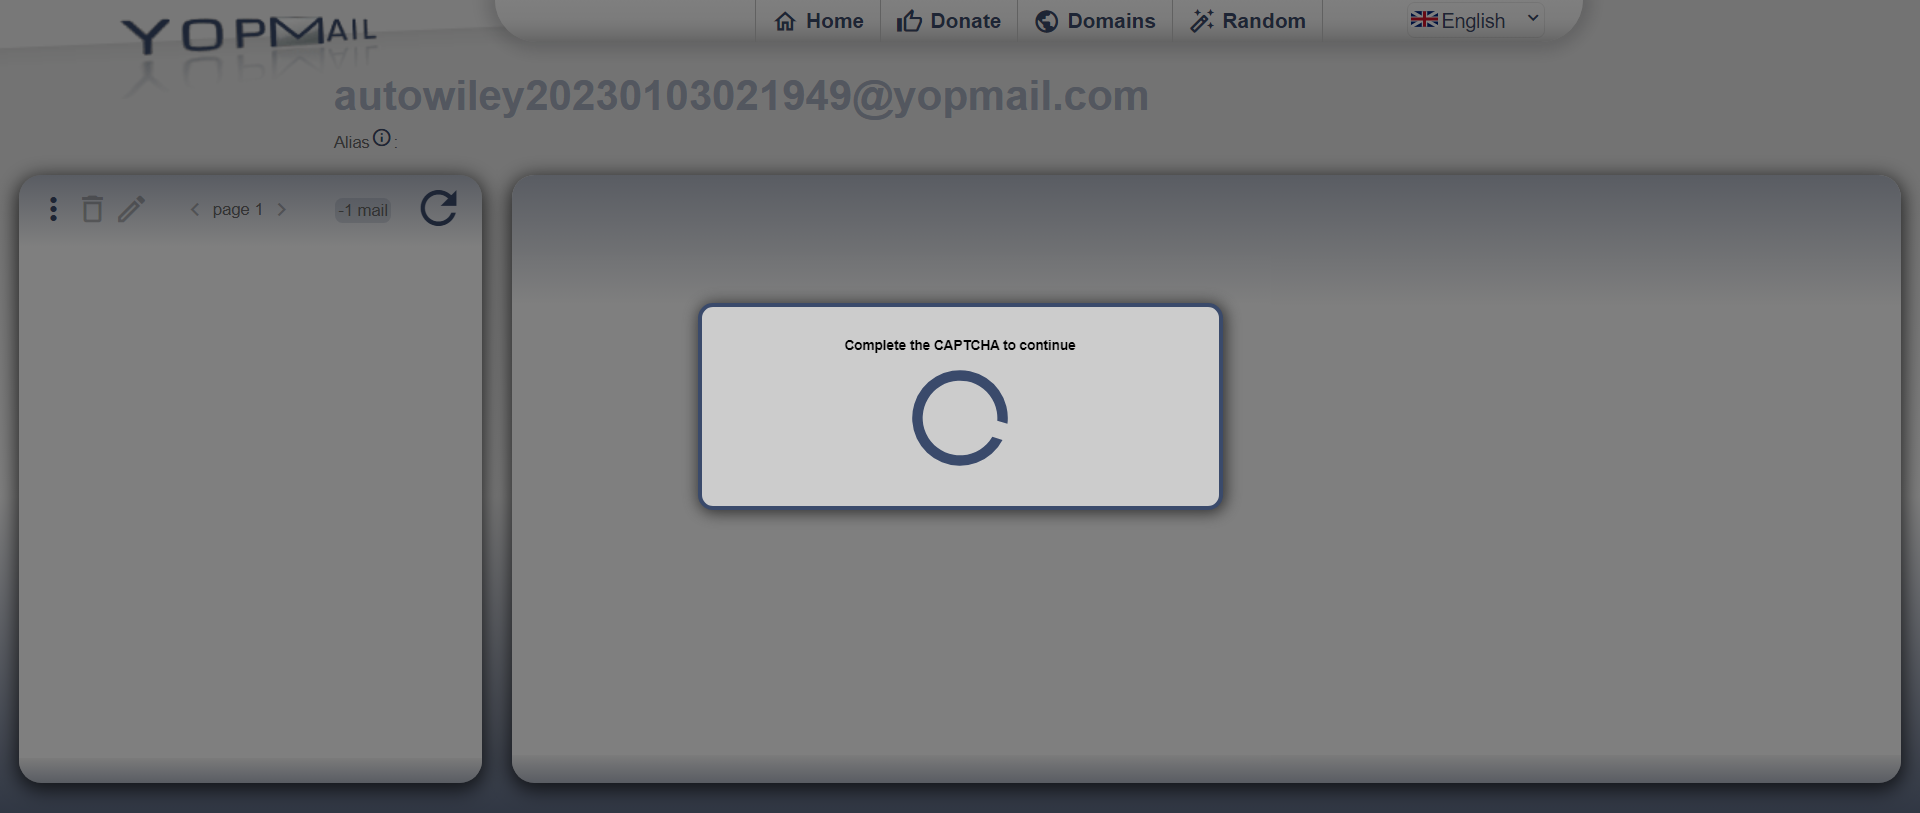 YOPMAIL
Home
Donate
Domains
Random
English
autowiley20230103021949@yopmail.com
Alias :
page 1
-1 mail
Complete the CAPTCHA to continue